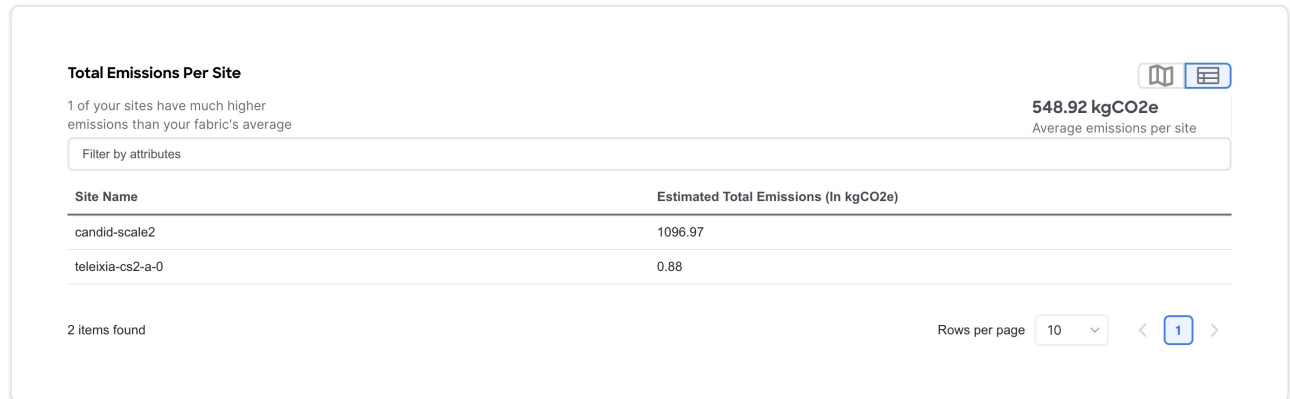 Total Emissions Per Site
1 of your sites have much higher
emissions than your fabric's average
548.92 kgCO2e
Average emissions per site
Filter by attributes
Site Name Estimated Total Emissions (In kgCO2e)
candid-scale2 1096.97
teleixia-cs2-a-0 0.88
2 items found Rows per page 10 1